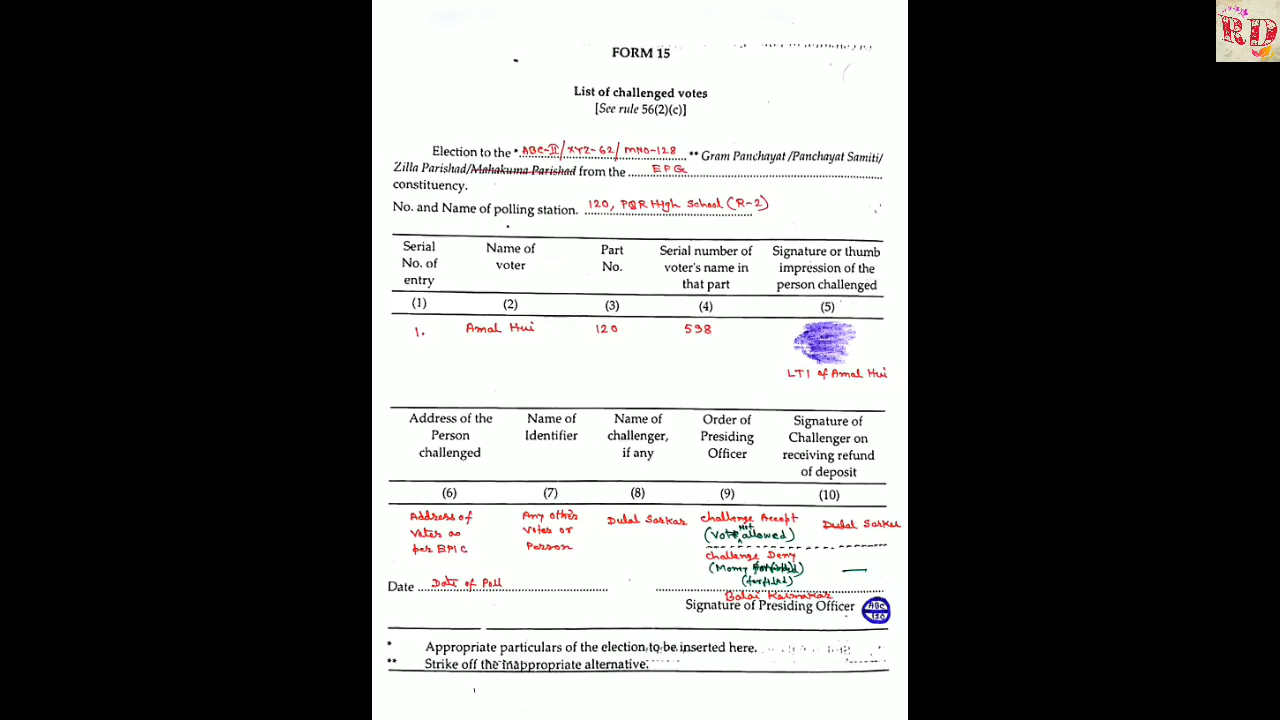 RD
FORM 15
List of challenged votes
[See rule 56(2)(c)]
Election to the * ABC-II/XYZ-62/MNO-128 ** Gram Panchayat /Panchayat Samiti/
Zilla Parishad/Mahakuma Parishad from the EFG
constituency.
No. and Name of polling station. 120, PQR High School (R-2)
Serial No. of entry
Name of voter
Part No.
Serial number of voter's name in that part
Signature or thumb impression of the person challenged
(1) (2) (3) (4) (5)
1. Amal Hui 120 598
LTI of Amal Hui
Address of the Person challenged
Name of Identifier
Name of challenger, if any
Order of Presiding Officer
Signature of Challenger on receiving refund of deposit
(6) (7) (8) (9) (10)
Address of Voter as per EPIC
Any other Voter or Person
Dulal Sarkar
Challenge Accept
(Vote not allowed)
Dulal Sarkar
Challenge Deny
(Money
Date Date of Poll
Balai Karmakar
Signature of Presiding Officer
ABC
120
* Appropriate particulars of the election to be inserted here.
** Strike off the inappropriate alternative.